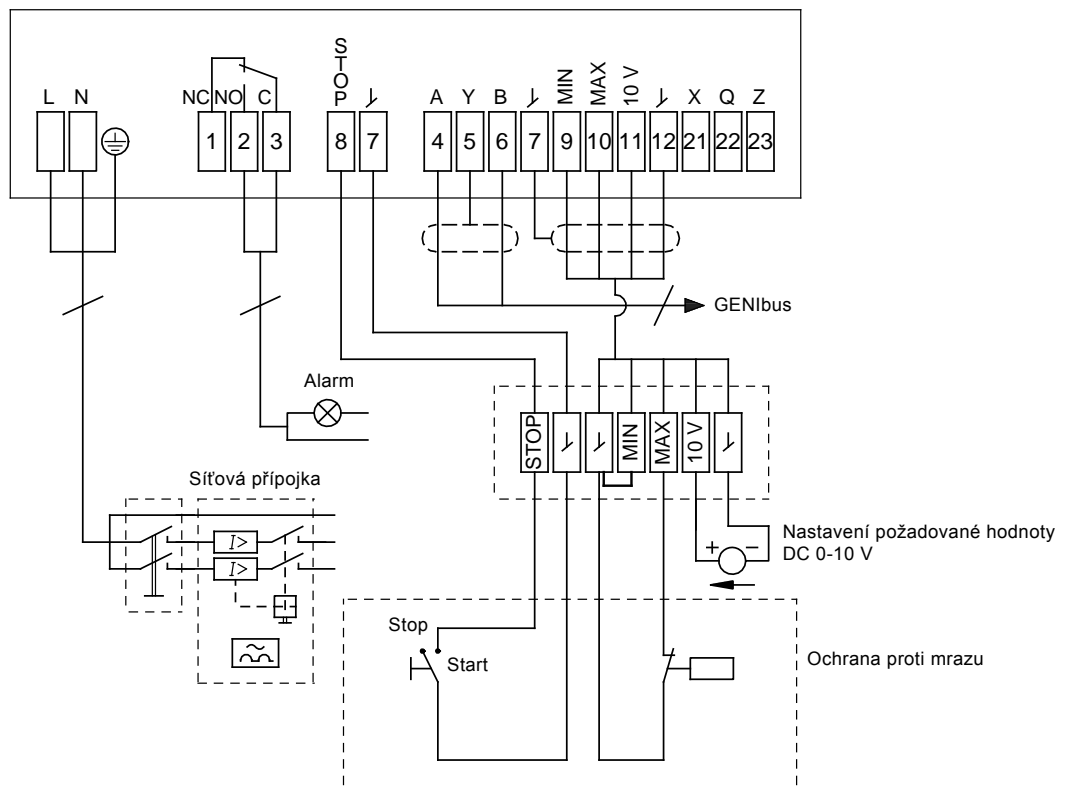 L N
NC NO C
STOP
A Y B MIN MAX 10 V X Q Z
1 2 3 8 7 4 5 6 7 9 10 11 12 21 22 23
GENIbus
Alarm
STOP MIN MAX 10 V
Síťová přípojka
I>
I>
+ −
Nastavení požadované hodnoty
DC 0-10 V
Stop
Start
Ochrana proti mrazu